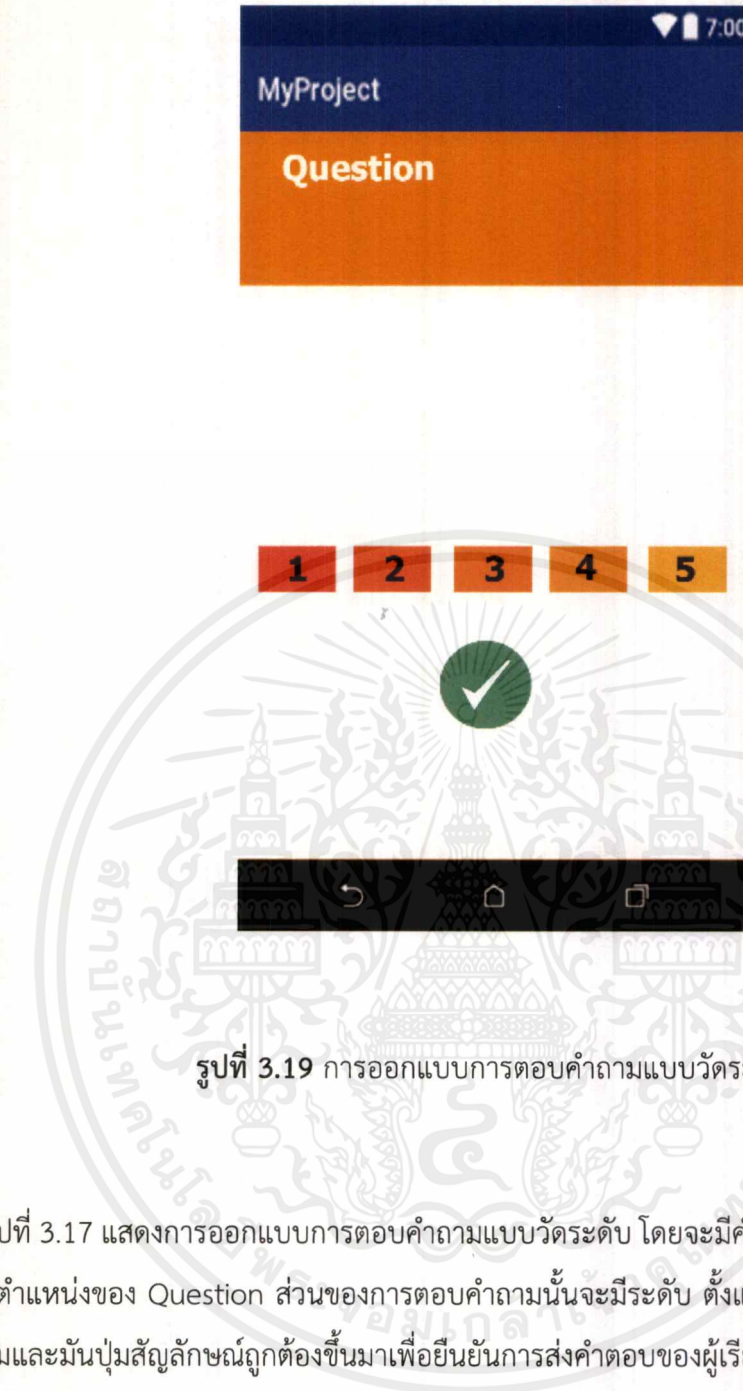 7:00
MyProject
Question
1 2 3 4 5
รูปที่ 3.19 การออกแบบการตอบคำถามแบบวัด
ปที่ 3.17 แสดงการออกแบบการตอบคำถามแบบวัดระดับ โดยจะมี
ตำแหน่งของ Question ส่วนของการตอบคำถามนั้นจะมีระดับ ตั้ง
มและมันปุ่มสัญลักษณ์ถูกต้องขึ้นมาเพื่อยืนยันการส่งคำตอบของ